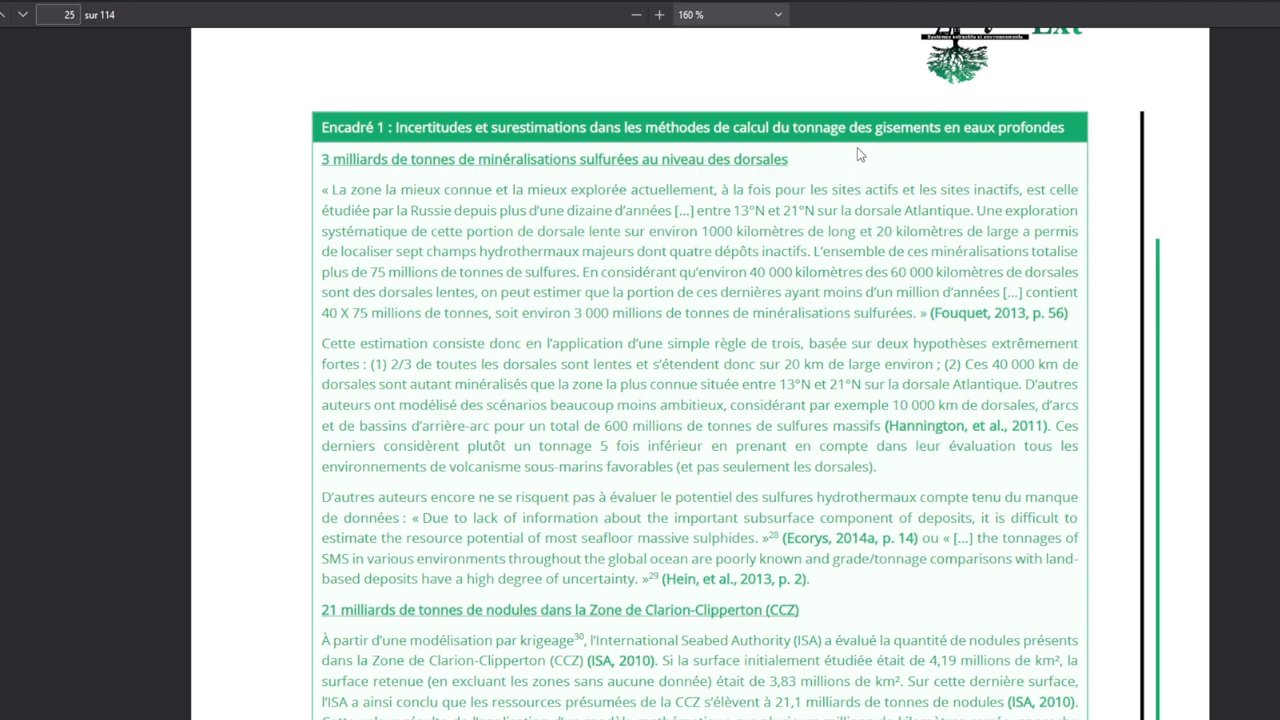 25 sur 114
160 %
Ext
Systèmes extractifs et environnements
Encadré 1 : Incertitudes et surestimations dans les méthodes de calcul du tonnage des gisements en eaux profondes
3 milliards de tonnes de minéralisations sulfurées au niveau des dorsales
« La zone la mieux connue et la mieux explorée actuellement, à la fois pour les sites actifs et les sites inactifs, est celle
étudiée par la Russie depuis plus d'une dizaine d'années [...] entre 13°N et 21°N sur la dorsale Atlantique. Une exploration
systématique de cette portion de dorsale lente sur environ 1000 kilomètres de long et 20 kilomètres de large a permis
de localiser sept champs hydrothermaux majeurs dont quatre dépôts inactifs. L'ensemble de ces minéralisations totalise
plus de 75 millions de tonnes de sulfures. En considérant qu'environ 40 000 kilomètres des 60 000 kilomètres de dorsales
sont des dorsales lentes, on peut estimer que la portion de ces dernières ayant moins d'un million d'années [...] contient
40 X 75 millions de tonnes, soit environ 3 000 millions de tonnes de minéralisations sulfurées. » (Fouquet, 2013, p. 56)
Cette estimation consiste donc en l'application d'une simple règle de trois, basée sur deux hypothèses extrêmement
fortes : (1) 2/3 de toutes les dorsales sont lentes et s'étendent donc sur 20 km de large environ ; (2) Ces 40 000 km de
dorsales sont autant minéralisés que la zone la plus connue située entre 13°N et 21°N sur la dorsale Atlantique. D'autres
auteurs ont modélisé des scénarios beaucoup moins ambitieux, considérant par exemple 10 000 km de dorsales, d'arcs
et de bassins d'arrière-arc pour un total de 600 millions de tonnes de sulfures massifs (Hannington, et al., 2011). Ces
derniers considèrent plutôt un tonnage 5 fois inférieur en prenant en compte dans leur évaluation tous les
environnements de volcanisme sous-marins favorables (et pas seulement les dorsales).
D'autres auteurs encore ne se risquent pas à évaluer le potentiel des sulfures hydrothermaux compte tenu du manque
de données : « Due to lack of information about the important subsurface component of deposits, it is difficult to
estimate the resource potential of most seafloor massive sulphides. »28 (Ecorys, 2014a, p. 14) ou « [...] the tonnages of
SMS in various environments throughout the global ocean are poorly known and grade/tonnage comparisons with land-
based deposits have a high degree of uncertainty. »29 (Hein, et al., 2013, p. 2).
21 milliards de tonnes de nodules dans la Zone de Clarion-Clipperton (CCZ)
À partir d'une modélisation par krigeage30, l'International Seabed Authority (ISA) a évalué la quantité de nodules présents
dans la Zone de Clarion-Clipperton (CCZ) (ISA, 2010). Si la surface initialement étudiée était de 4,19 millions de km², la
surface retenue (en excluant les zones sans aucune donnée) était de 3,83 millions de km². Sur cette dernière surface,
l'ISA a ainsi conclu que les ressources présumées de la CCZ s'élèvent à 21,1 milliards de tonnes de nodules (ISA, 2010).